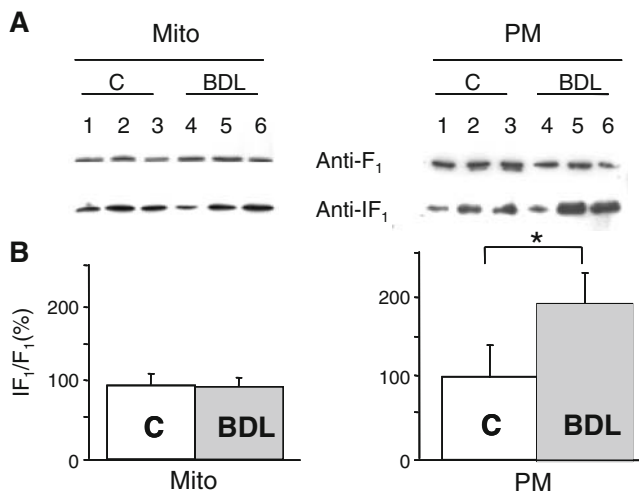 A
Mito
PM
C BDL
C BDL
1 2 3 4 5 6
1 2 3 4 5 6
Anti-F₁
Anti-IF₁
B
IF₁/F₁(%)
200
100
0
C
BDL
Mito
*
200
100
0
C
BDL
PM